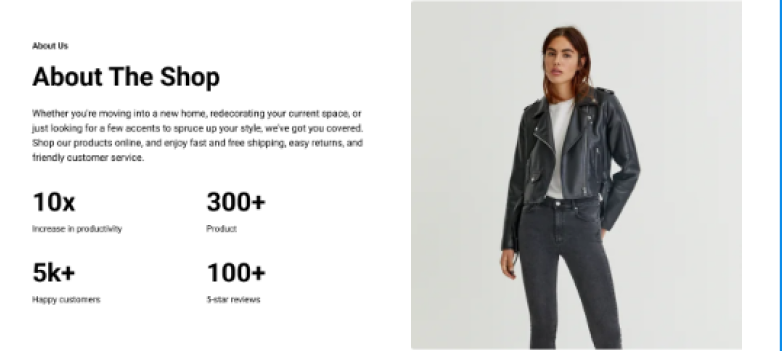 About Us
About The Shop
Whether you're moving into a new home, redecorating your current space, or
just looking for a few accents to spruce up your style, we've got you covered.
Shop our products online, and enjoy fast and free shipping, easy returns, and
friendly customer service.
10x
300+
Increase in productivity
Product
5k+
100+
Happy customers
5-star reviews